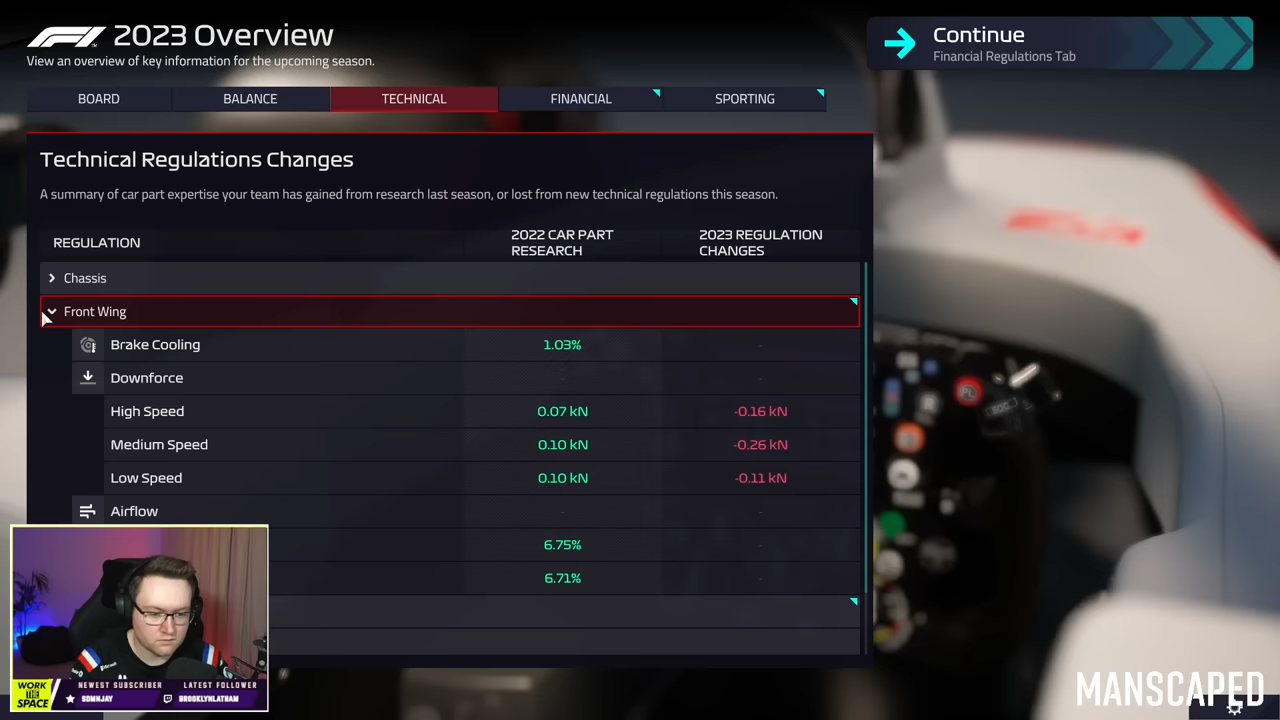 F1 2023 Overview
View an overview of key information for the upcoming season.
Continue
Financial Regulations Tab
BOARD
BALANCE
TECHNICAL
FINANCIAL
SPORTING
Technical Regulations Changes
A summary of car part expertise your team has gained from research last season, or lost from new technical regulations this season.
REGULATION
2022 CAR PART
RESEARCH
2023 REGULATION
CHANGES
Chassis
Front Wing
Brake Cooling 1.03% -
Downforce - -
High Speed 0.07 kN -0.16 kN
Medium Speed 0.10 kN -0.26 kN
Low Speed 0.10 kN -0.11 kN
Airflow - -
6.75% -
6.71% -
WORK
THE
SPACE
NEWEST SUBSCRIBER
SOMNJAY
LATEST FOLLOWER
BROOKLYNLATHAM
MANSCAPED